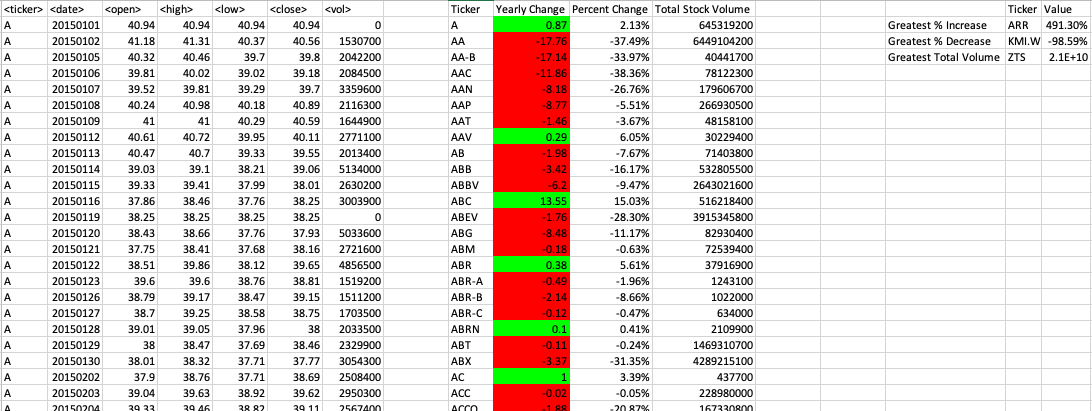 <ticker> <date> <open> <high> <low> <close> <vol> Ticker Yearly Change Percent Change Total Stock Volume Ticker Value
A 20150101 40.94 40.94 40.94 40.94 0 A 0.87 2.13% 645319200 Greatest % Increase ARR 491.30%
A 20150102 41.18 41.31 40.37 40.56 1530700 AA -17.76 -37.49% 6449104200 Greatest % Decrease KMI.W -98.59%
A 20150105 40.32 40.46 39.7 39.8 2042200 AA-B -17.14 -33.97% 40441700 Greatest Total Volume ZTS 2.1E+10
A 20150106 39.81 40.02 39.02 39.18 2084500 AAC -11.86 -38.36% 78122300
A 20150107 39.52 39.81 39.29 39.7 3359600 AAN -8.18 -26.76% 179606700
A 20150108 40.24 40.98 40.18 40.89 2116300 AAP -8.77 -5.51% 266930500
A 20150109 41 41 40.29 40.59 1644900 AAT -1.46 -3.67% 48158100
A 20150112 40.61 40.72 39.95 40.11 2771100 AAV 0.29 6.05% 30229400
A 20150113 40.47 40.7 39.33 39.55 2013400 AB -1.98 -7.67% 71403800
A 20150114 39.03 39.1 38.21 39.06 5134000 ABB -3.42 -16.17% 532805500
A 20150115 39.33 39.41 37.99 38.01 2630200 ABBV -6.2 -9.47% 2643021600
A 20150116 37.86 38.46 37.76 38.25 3003900 ABC 13.55 15.03% 516218400
A 20150119 38.25 38.25 38.25 38.25 0 ABEV -1.76 -28.30% 3915345800
A 20150120 38.43 38.66 37.76 37.93 5033600 ABG -8.48 -11.17% 82930400
A 20150121 37.75 38.41 37.68 38.16 2721600 ABM -0.18 -0.63% 72539400
A 20150122 38.51 39.86 38.12 39.65 4856500 ABR 0.38 5.61% 37916900
A 20150123 39.6 39.6 38.76 38.81 1519200 ABR-A -0.49 -1.96% 1243100
A 20150126 38.79 39.17 38.47 39.15 1511200 ABR-B -2.14 -8.66% 1022000
A 20150127 38.7 39.25 38.58 38.75 1703500 ABR-C -0.12 -0.47% 634000
A 20150128 39.01 39.05 37.96 38 2033500 ABRN 0.1 0.41% 2109900
A 20150129 38 38.47 37.69 38.46 2329900 ABT -0.11 -0.24% 1469310700
A 20150130 38.01 38.32 37.71 37.77 3054300 ABX -3.37 -31.35% 4289215100
A 20150202 37.9 38.76 37.71 38.69 2508400 AC 1 3.39% 437700
A 20150203 39.04 39.63 38.92 39.62 2950300 ACC -0.02 -0.05% 228980000
A 20150204 39.33 39.46 38.82 39.11 2567400 ACCO -1.88 -20.87% 167330800